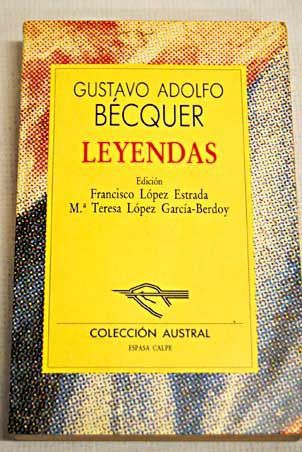 GUSTAVO ADOLFO
BÉCQUER
LEYENDAS
Edición
Francisco López Estrada
M.ª Teresa López García-Berdoy
COLECCIÓN AUSTRAL
ESPASA CALPE